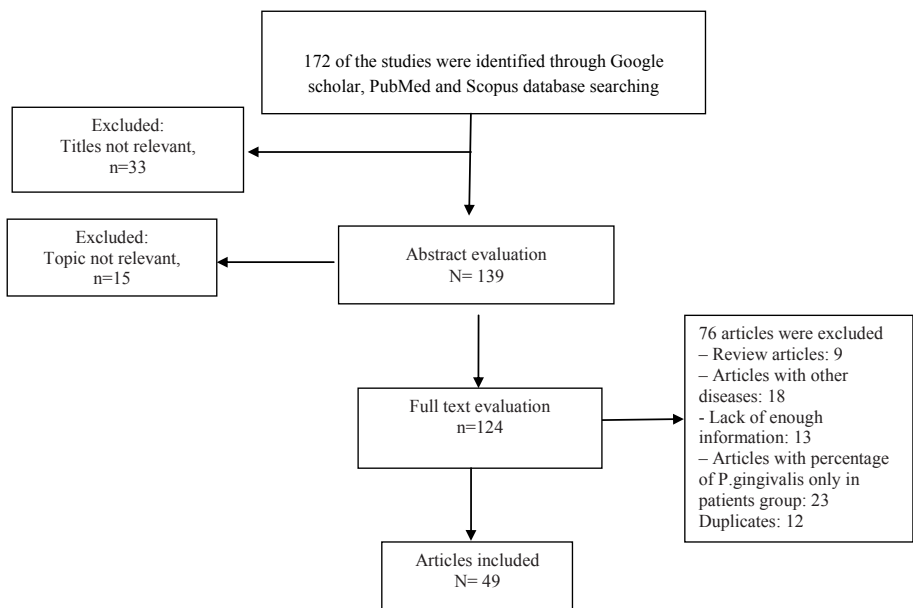 172 of the studies were identified through Google
scholar, PubMed and Scopus database searching
Excluded:
Titles not relevant,
n=33
Excluded:
Topic not relevant,
n=15
Abstract evaluation
N= 139
76 articles were excluded
– Review articles: 9
– Articles with other
diseases: 18
- Lack of enough
information: 13
– Articles with percentage
of P.gingivalis only in
patients group: 23
Duplicates: 12
Full text evaluation
n=124
Articles included
N= 49